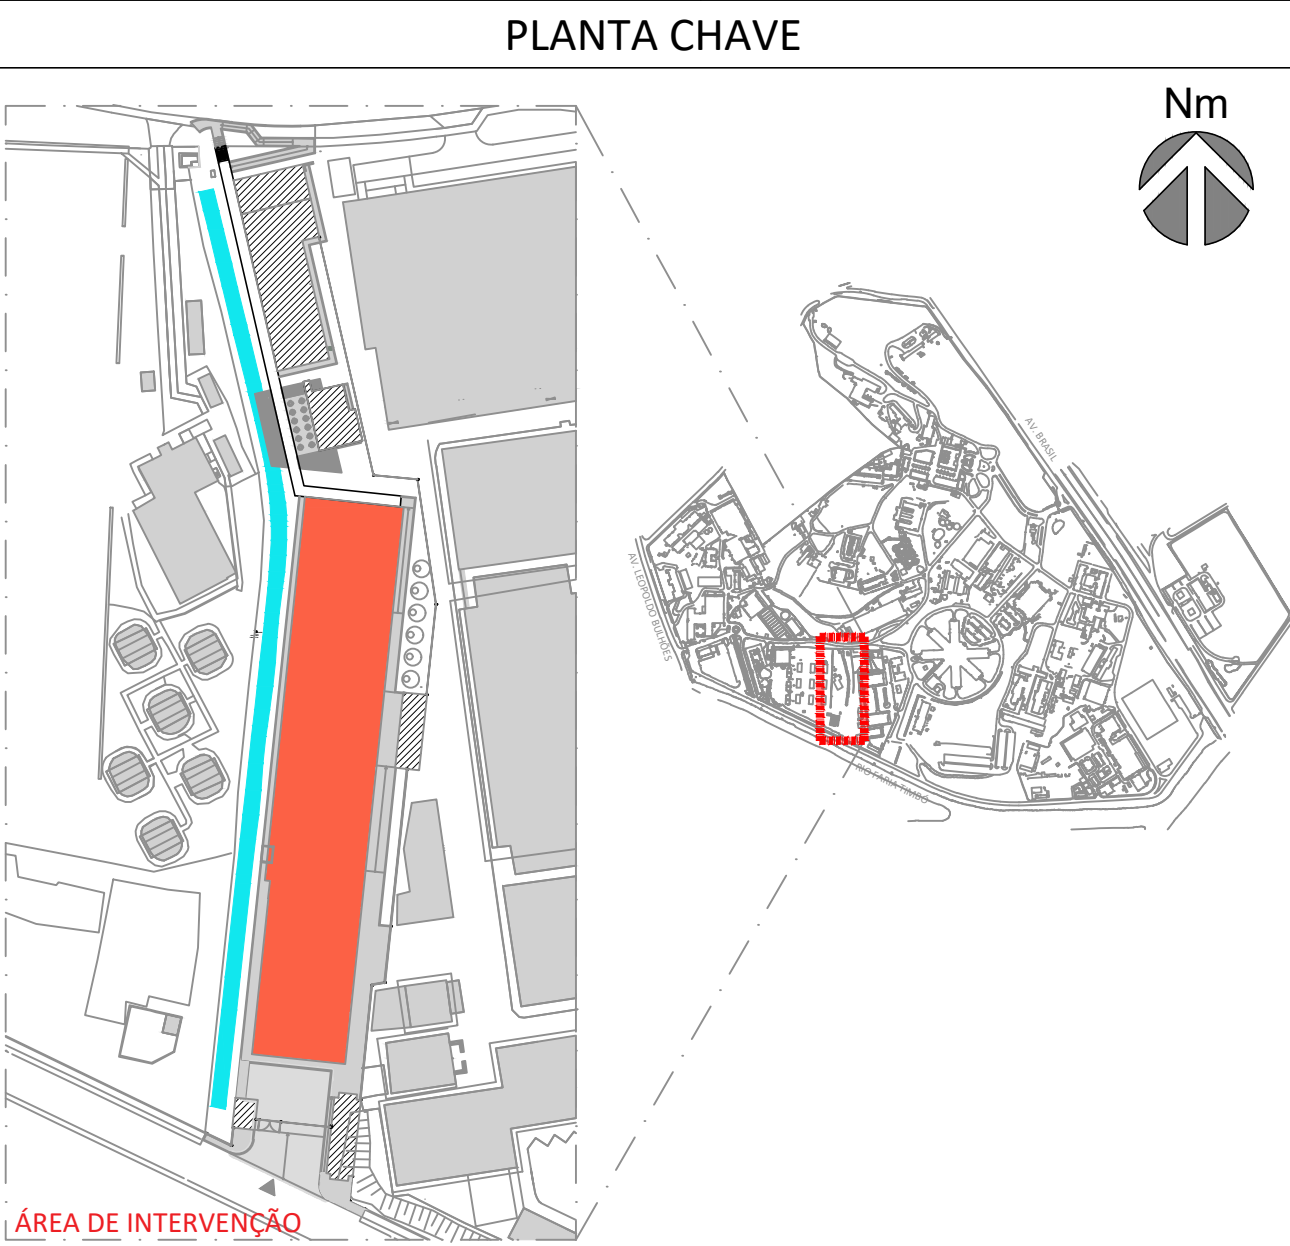 PLANTA CHAVE
Nm
AV. BRASIL
AV. LEOPOLDO BULHÕES
RIO FARIA TIMBÓ
ÁREA DE INTERVENÇÃO